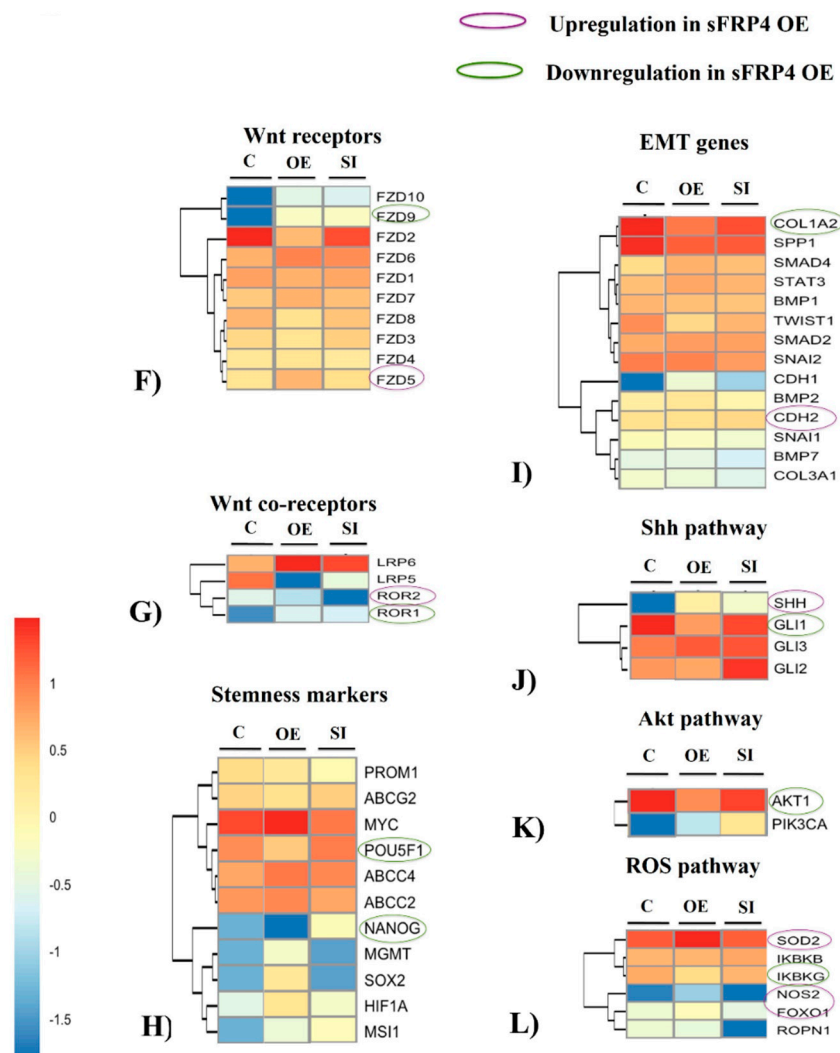 Upregulation in sFRP4 OE
Downregulation in sFRP4 OE
Wnt receptors
C OE SI
FZD10
FZD9
FZD2
FZD6
FZD1
FZD7
FZD8
FZD3
FZD4
FZD5
F)
Wnt co-receptors
C OE SI
LRP6
LRP5
ROR2
ROR1
G)
1
0.5
0
-0.5
-1
-1.5
Stemness markers
C OE SI
PROM1
ABCG2
MYC
POU5F1
ABCC4
ABCC2
NANOG
MGMT
SOX2
HIF1A
MSI1
H)
EMT genes
C OE SI
COL1A2
SPP1
SMAD4
STAT3
BMP1
TWIST1
SMAD2
SNAI2
CDH1
BMP2
CDH2
SNAI1
BMP7
COL3A1
I)
Shh pathway
C OE SI
SHH
GLI1
GLI3
GLI2
J)
Akt pathway
C OE SI
AKT1
PIK3CA
K)
ROS pathway
C OE SI
SOD2
IKBKB
IKBKG
NOS2
FOXO1
ROPN1
L)